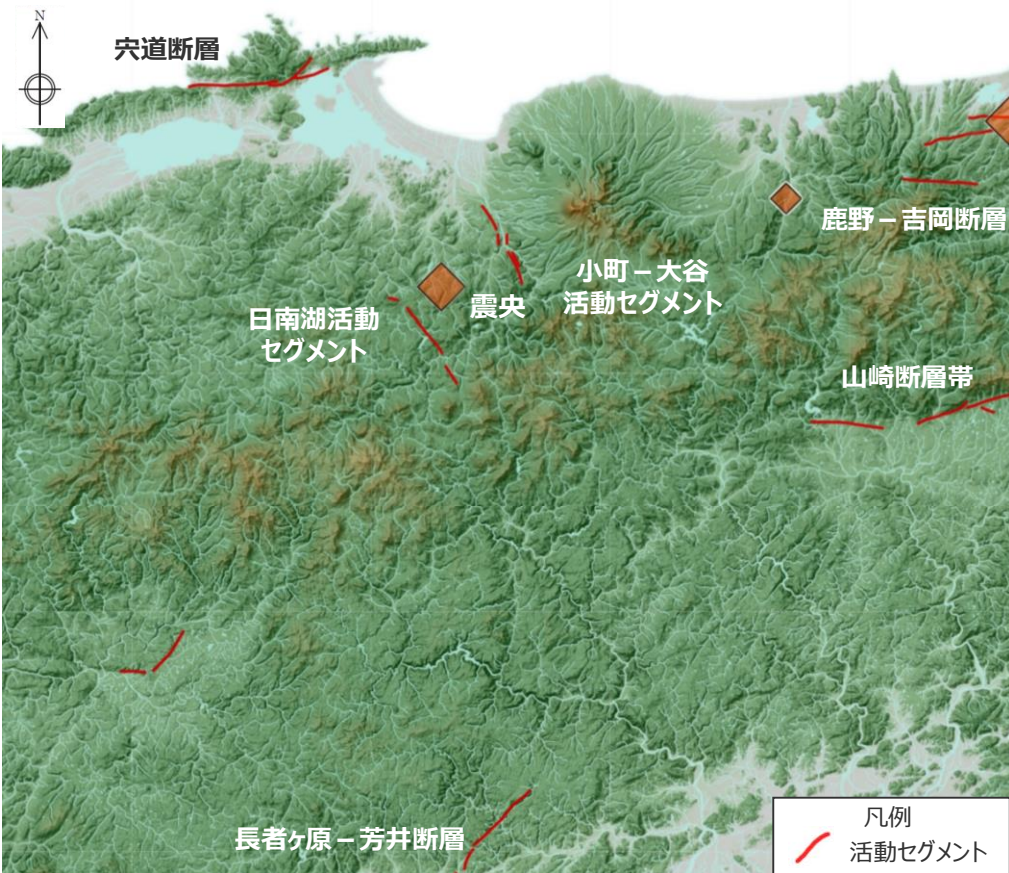 N
宍道断層
鹿野－吉岡断層
小町－大谷
活動セグメント
震央
日南湖活動
セグメント
山崎断層帯
長者ヶ原－芳井断層
凡例
活動セグメント